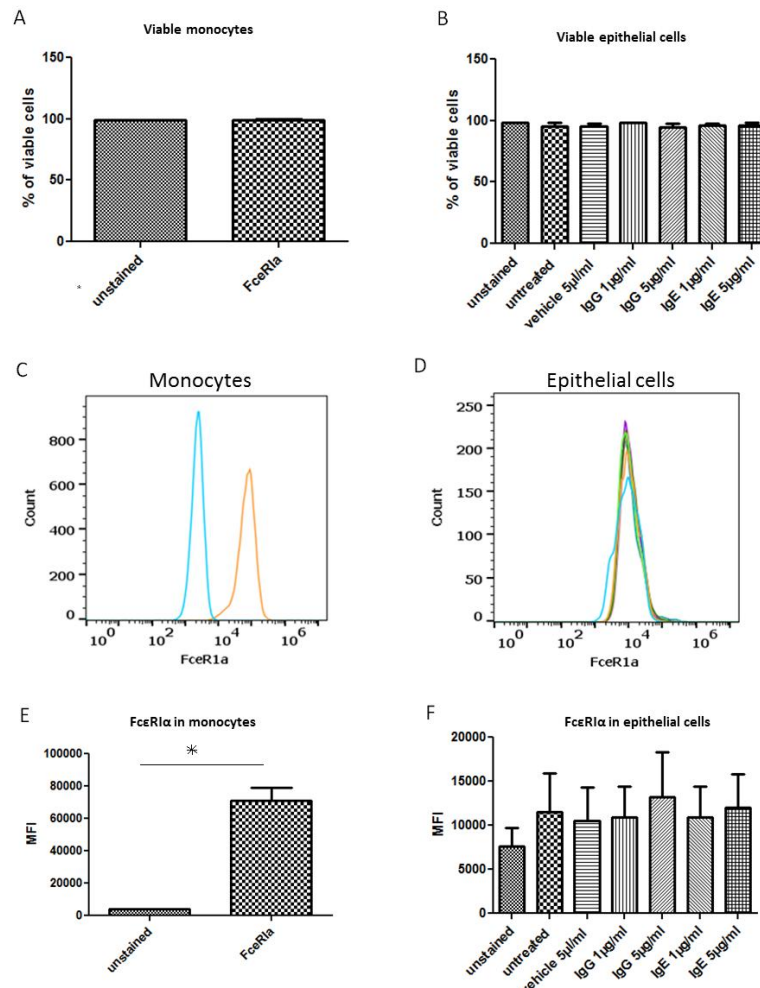 A
Viable monocytes
% of viable cells
150
100
50
0
unstained
FceRIa
*
B
Viable epithelial cells
% of viable cells
150
100
50
0
unstained
untreated
vehicle 5µl/ml
IgG 1µg/ml
IgG 5µg/ml
IgE 1µg/ml
IgE 5µg/ml
C
Monocytes
Count
800
600
400
200
0
10^0
10^2
10^4
10^6
FceR1a
D
Epithelial cells
Count
250
200
150
100
50
0
10^0
10^2
10^4
10^6
FceR1a
E
FcεRIα in monocytes
*
MFI
100000
80000
60000
40000
20000
0
unstained
FceRIa
F
FcεRIα in epithelial cells
MFI
20000
15000
10000
5000
0
unstained
untreated
vehicle 5µl/ml
IgG 1µg/ml
IgG 5µg/ml
IgE 1µg/ml
IgE 5µg/ml